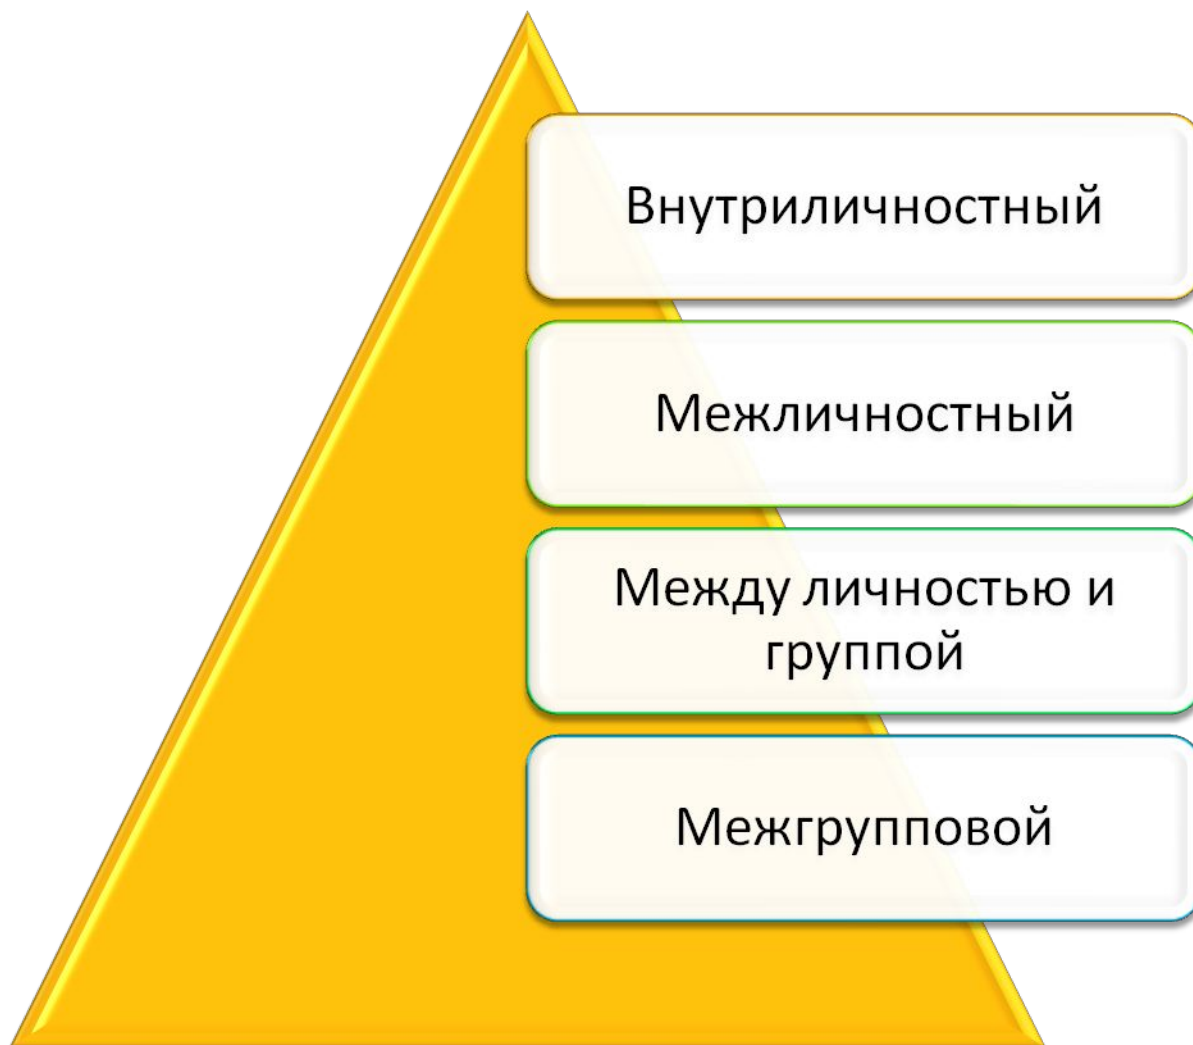 Внутриличностный
Межличностный
Между личностью и
группой
Межгрупповой